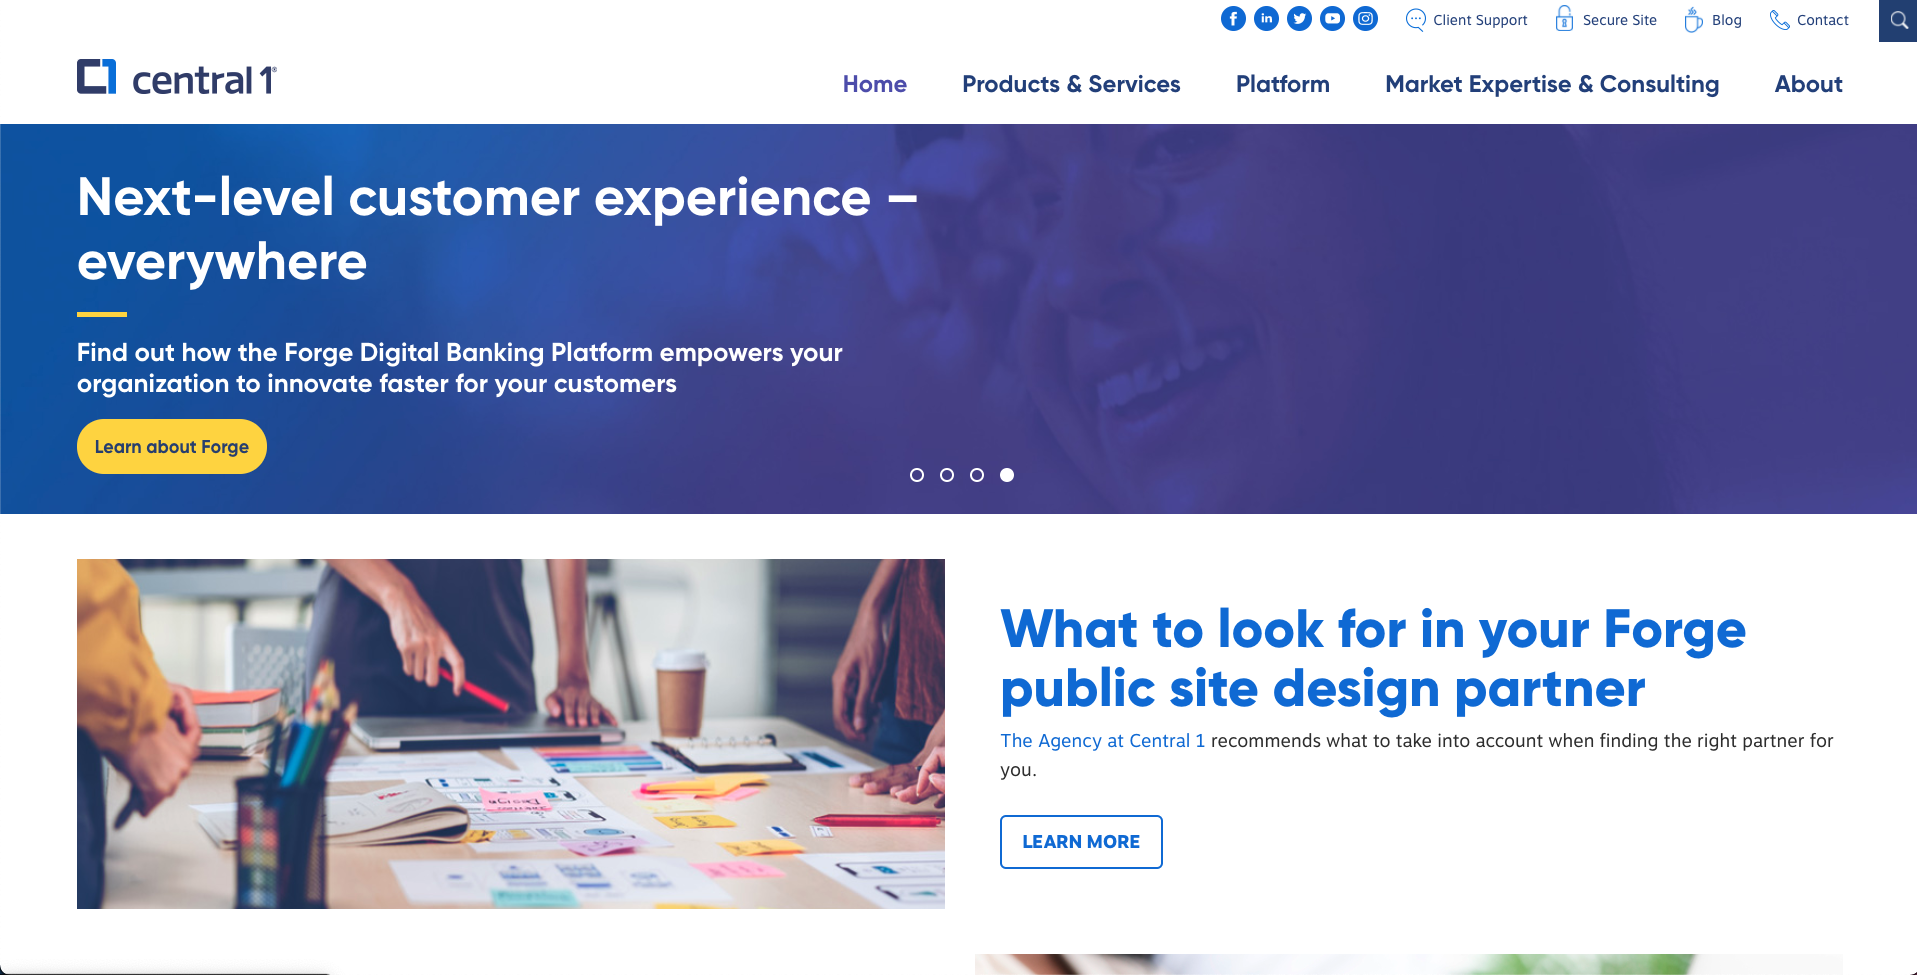 Client Support
Secure Site
Blog
Contact
central 1®
Home
Products & Services
Platform
Market Expertise & Consulting
About
Next-level customer experience –
everywhere
Find out how the Forge Digital Banking Platform empowers your
organization to innovate faster for your customers
Learn about Forge
What to look for in your Forge
public site design partner
The Agency at Central 1 recommends what to take into account when finding the right partner for
you.
LEARN MORE